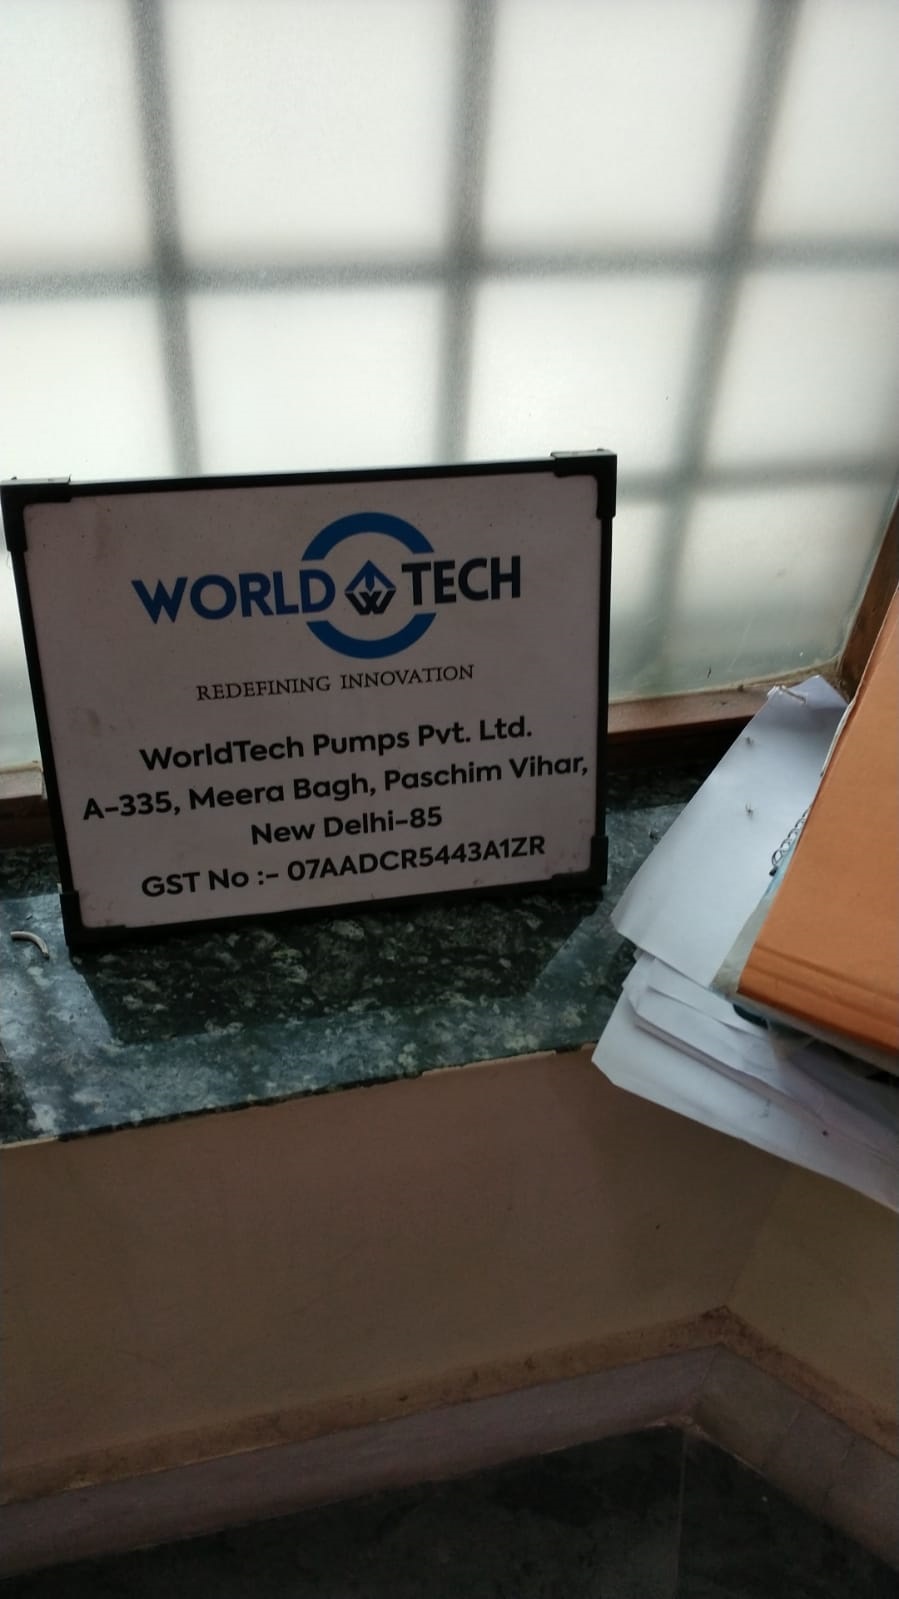 WORLD TECH
REDEFINING INNOVATION
WorldTech Pumps Pvt. Ltd.
A-335, Meera Bagh, Paschim Vihar,
New Delhi-85
GST No :- 07AADCR5443A1ZR